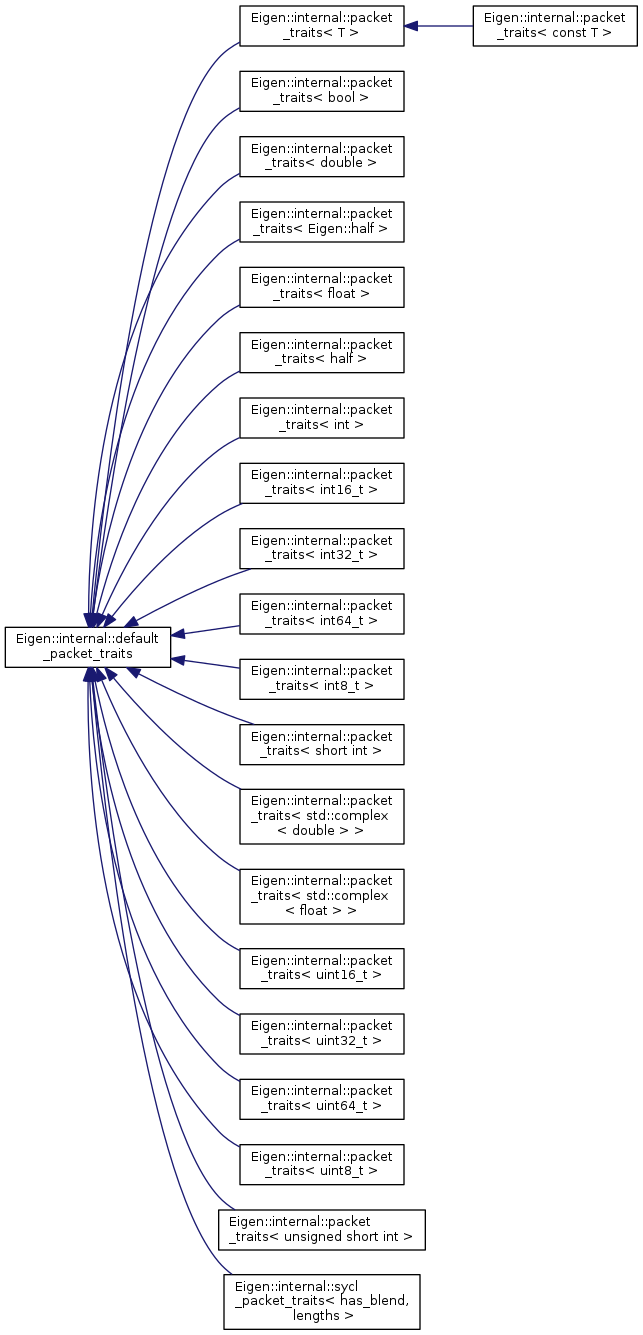 Eigen::internal::packet
_traits< T >
Eigen::internal::packet
_traits< const T >
Eigen::internal::packet
_traits< bool >
Eigen::internal::packet
_traits< double >
Eigen::internal::packet
_traits< Eigen::half >
Eigen::internal::packet
_traits< float >
Eigen::internal::packet
_traits< half >
Eigen::internal::packet
_traits< int >
Eigen::internal::packet
_traits< int16_t >
Eigen::internal::packet
_traits< int32_t >
Eigen::internal::packet
_traits< int64_t >
Eigen::internal::default
_packet_traits
Eigen::internal::packet
_traits< int8_t >
Eigen::internal::packet
_traits< short int >
Eigen::internal::packet
_traits< std::complex
< double > >
Eigen::internal::packet
_traits< std::complex
< float > >
Eigen::internal::packet
_traits< uint16_t >
Eigen::internal::packet
_traits< uint32_t >
Eigen::internal::packet
_traits< uint64_t >
Eigen::internal::packet
_traits< uint8_t >
Eigen::internal::packet
_traits< unsigned short int >
Eigen::internal::sycl
_packet_traits< has_blend,
lengths >